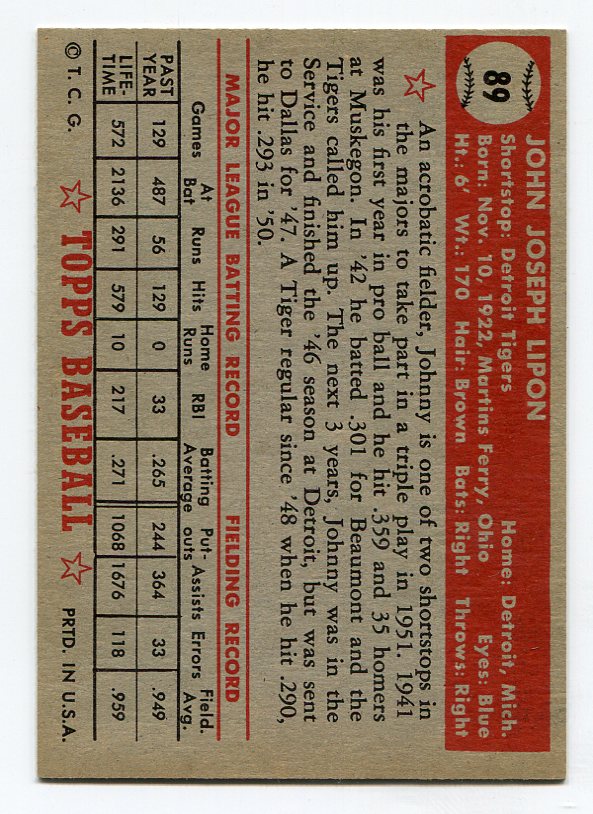 89
JOHN JOSEPH LIPON
Shortstop: Detroit Tigers Home: Detroit, Mich.
Born: Nov. 10, 1922, Martins Ferry, Ohio Eyes: Blue
Ht.: 6' Wt.: 170 Hair: Brown Bats: Right Throws: Right
An acrobatic fielder, Johnny is one of two shortstops in
the majors to take part in a triple play in 1951. 1941
was his first year in pro ball and he hit .359 and 35 homers
at Muskegon. In '42 he batted .301 for Beaumont and the
Tigers called him up. The next 3 years, Johnny was in the
Service and finished the '46 season at Detroit, but was sent
to Dallas for '47. A Tiger regular since '48 when he hit .290,
he hit .293 in '50.
MAJOR LEAGUE BATTING RECORD FIELDING RECORD
Games At Bat Runs Hits Home Runs RBI Batting Average Put-outs Assists Errors Field. Avg.
PAST YEAR 129 487 56 129 0 33 .265 244 364 33 .949
LIFE-TIME 572 2136 291 579 10 217 .271 1068 1676 118 .959
© T. C. G. TOPPS BASEBALL PRTD. IN U.S.A.